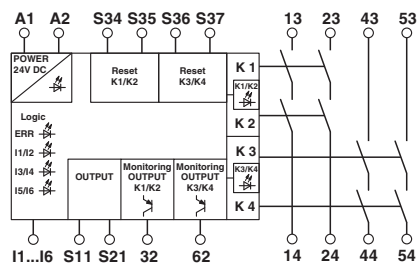 A1 A2 S34 S35 S36 S37 13 23 43 53
POWER
24V DC
Reset
K1/K2
Reset
K3/K4
K 1
K1/K2
K 2
Logic
ERR
I1/I2
I3/I4
I5/I6
OUTPUT
Monitoring
OUTPUT
K1/K2
Monitoring
OUTPUT
K3/K4
K 3
K3/K4
K 4
I1...I6 S11 S21 32 62 14 24 44 54